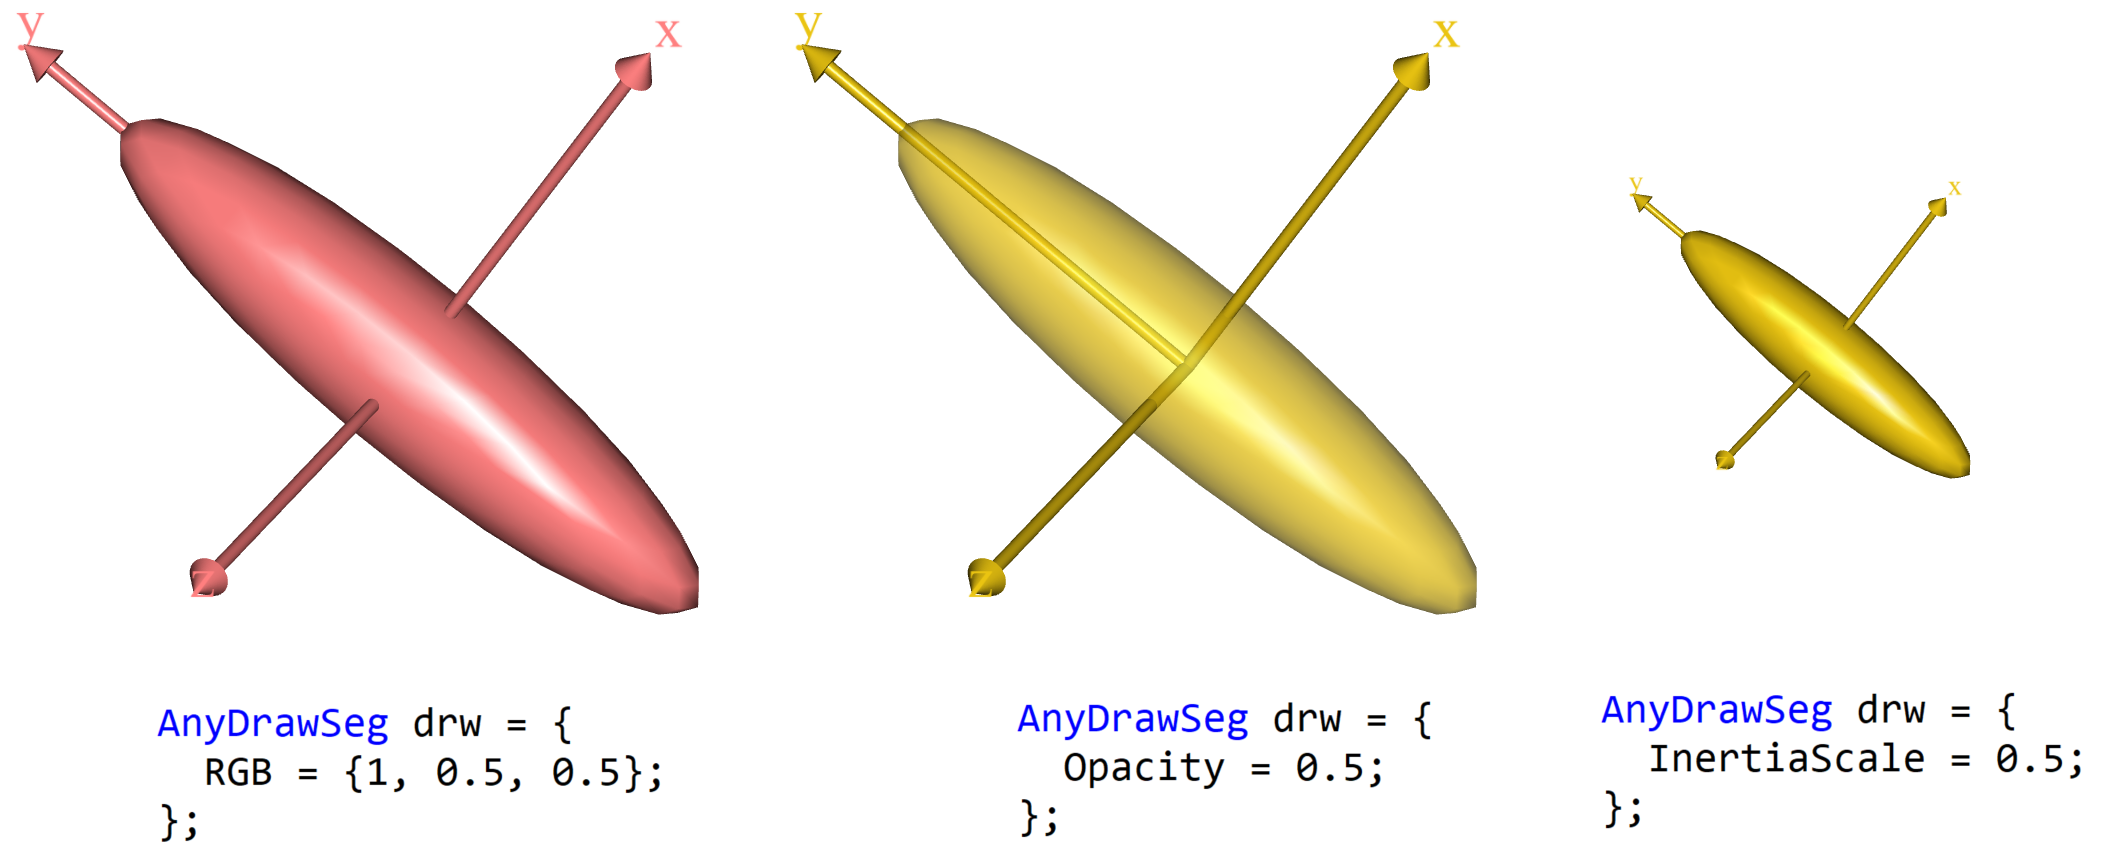 y
x
z
y
x
z
y
x
z
AnyDrawSeg drw = {
RGB = {1, 0.5, 0.5};
};
AnyDrawSeg drw = {
Opacity = 0.5;
};
AnyDrawSeg drw = {
InertiaScale = 0.5;
};